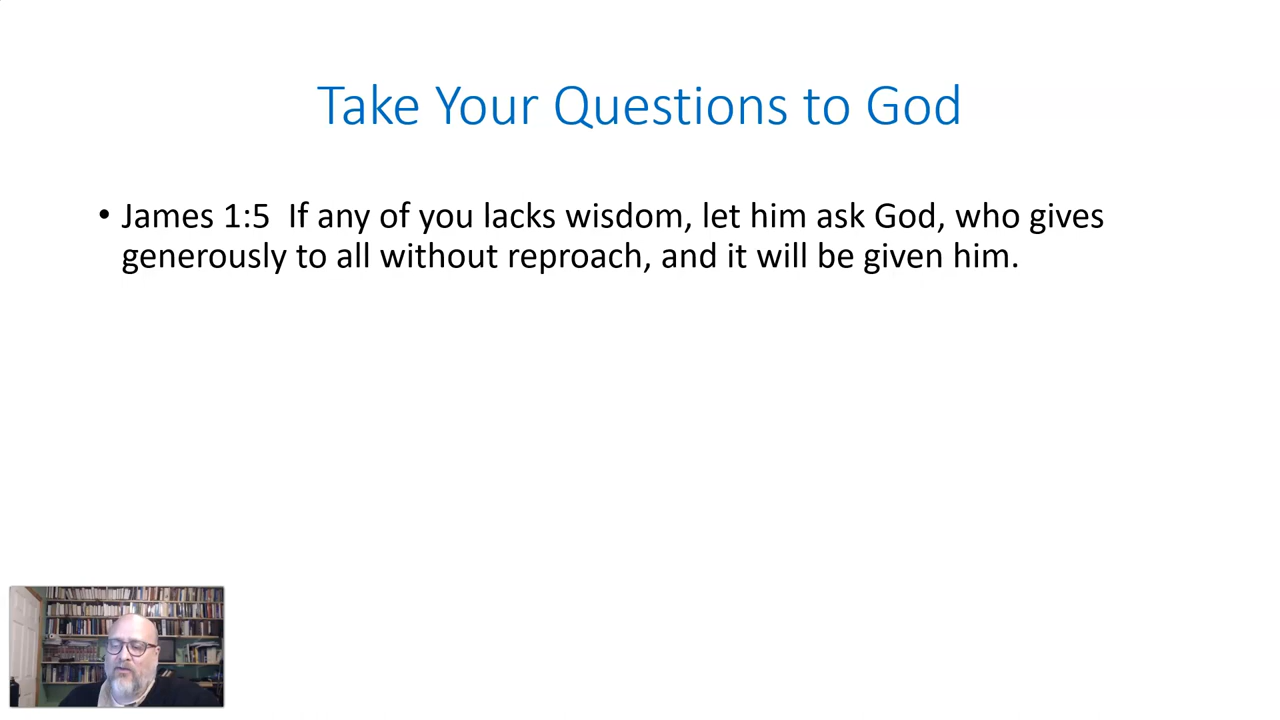 Take Your Questions to God
• James 1:5  If any of you lacks wisdom, let him ask God, who gives
generously to all without reproach, and it will be given him.